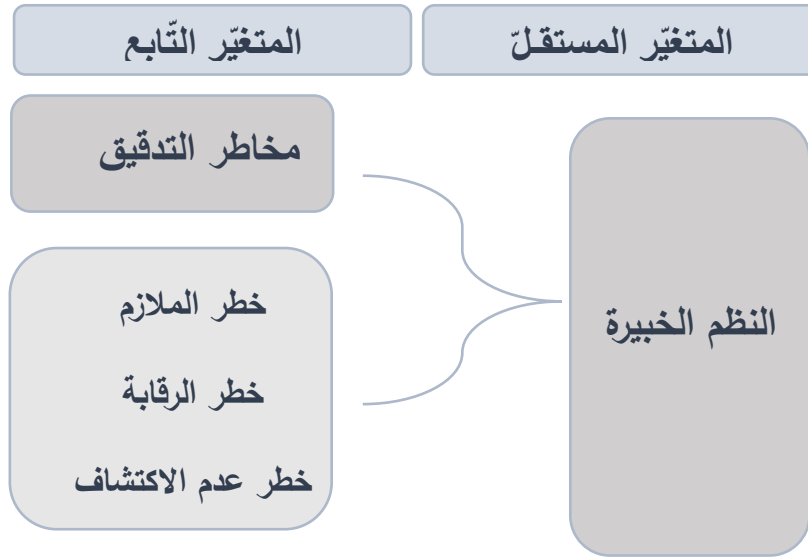 المتغيّر المستقلّ
المتغيّر التّابع
النظم الخبيرة
مخاطر التدقيق
خطر الملازم
خطر الرقابة
خطر عدم الاكتشاف